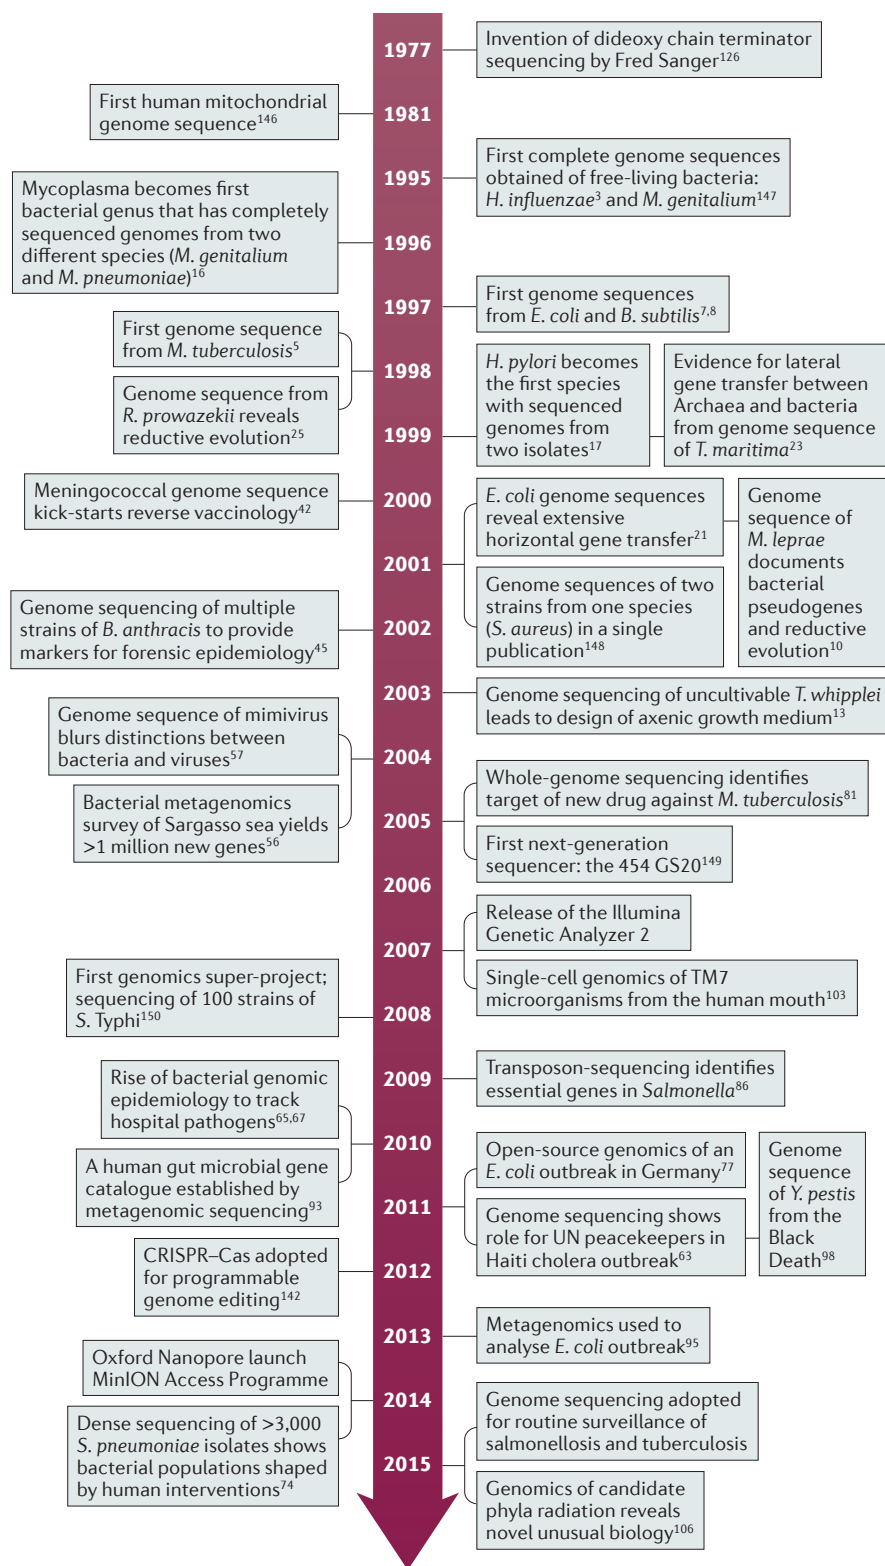 1977
Invention of dideoxy chain terminator
sequencing by Fred Sanger126
First human mitochondrial
genome sequence146
1981
1995
First complete genome sequences
obtained of free-living bacteria:
H. influenzae3 and M. genitalium147
Mycoplasma becomes first
bacterial genus that has completely
sequenced genomes from two
different species (M. genitalium
and M. pneumoniae)16
1996
1997
First genome sequences
from E. coli and B. subtilis7,8
First genome sequence
from M. tuberculosis5
Genome sequence from
R. prowazekii reveals
reductive evolution25
1998
1999
H. pylori becomes
the first species
with sequenced
genomes from
two isolates17
Evidence for lateral
gene transfer between
Archaea and bacteria
from genome sequence
of T. maritima23
Meningococcal genome sequence
kick-starts reverse vaccinology42
2000
2001
E. coli genome sequences
reveal extensive
horizontal gene transfer21
Genome sequences of two
strains from one species
(S. aureus) in a single
publication148
Genome
sequence of
M. leprae
documents
bacterial
pseudogenes
and reductive
evolution10
Genome sequencing of multiple
strains of B. anthracis to provide
markers for forensic epidemiology45
2002
2003
Genome sequencing of uncultivable T. whipplei
leads to design of axenic growth medium13
Genome sequence of mimivirus
blurs distinctions between
bacteria and viruses57
Bacterial metagenomics
survey of Sargasso sea yields
>1 million new genes56
2004
2005
Whole-genome sequencing identifies
target of new drug against M. tuberculosis81
First next-generation
sequencer: the 454 GS20149
2006
2007
Release of the Illumina
Genetic Analyzer 2
Single-cell genomics of TM7
microorganisms from the human mouth103
First genomics super-project;
sequencing of 100 strains of
S. Typhi150
2008
2009
Transposon-sequencing identifies
essential genes in Salmonella86
Rise of bacterial genomic
epidemiology to track
hospital pathogens65,67
A human gut microbial gene
catalogue established by
metagenomic sequencing93
2010
2011
Open-source genomics of an
E. coli outbreak in Germany77
Genome sequencing shows
role for UN peacekeepers in
Haiti cholera outbreak63
Genome
sequence
of Y. pestis
from the
Black
Death98
CRISPR–Cas adopted
for programmable
genome editing142
2012
2013
Metagenomics used to
analyse E. coli outbreak95
Oxford Nanopore launch
MinION Access Programme
Dense sequencing of >3,000
S. pneumoniae isolates shows
bacterial populations shaped
by human interventions74
2014
2015
Genome sequencing adopted
for routine surveillance of
salmonellosis and tuberculosis
Genomics of candidate
phyla radiation reveals
novel unusual biology106